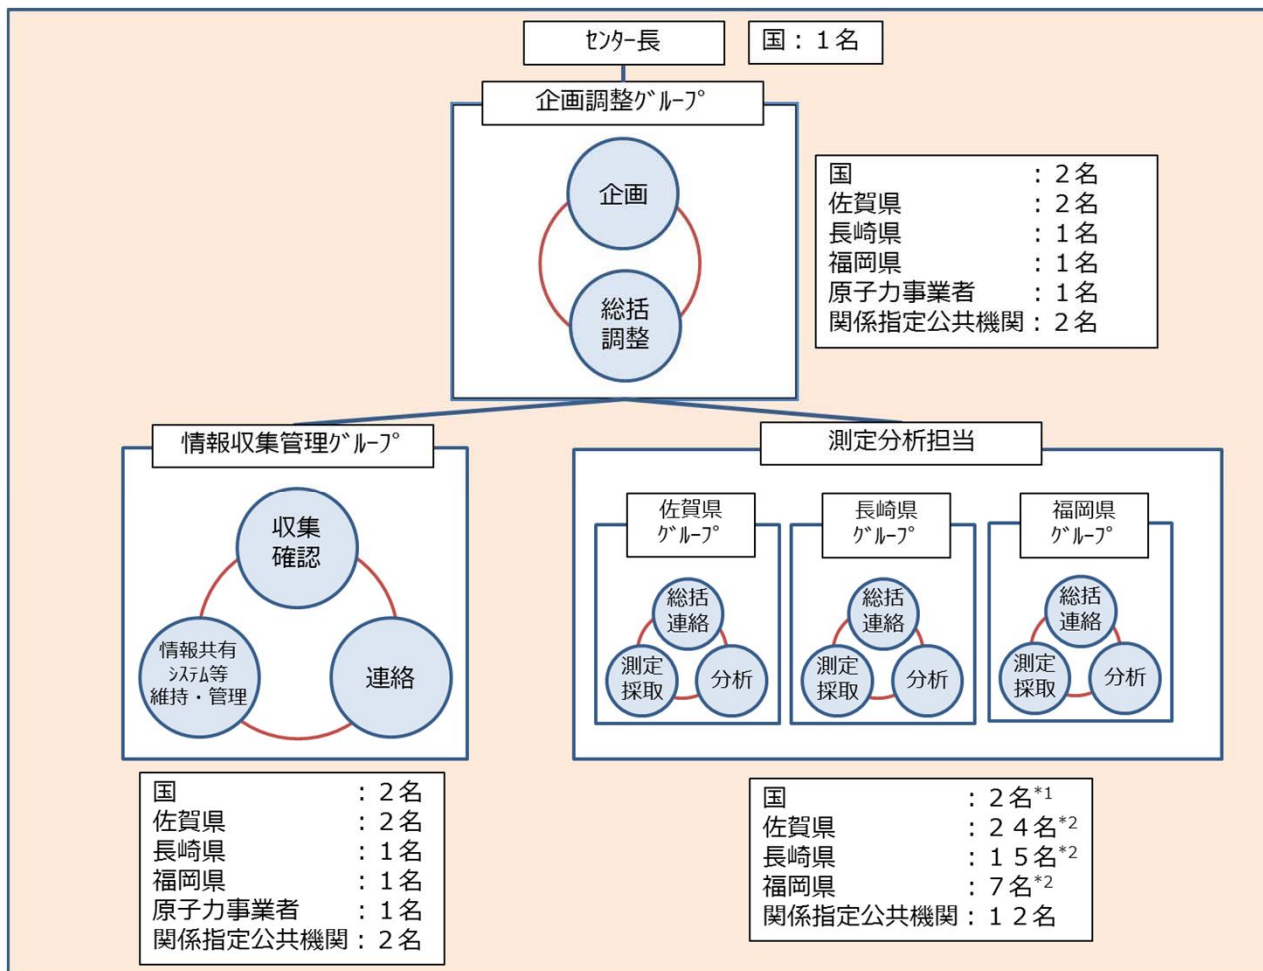 センター長
国：１名
企画調整グループ
企画
総括
調整
国：２名
佐賀県：２名
長崎県：１名
福岡県：１名
原子力事業者：１名
関係指定公共機関：２名
情報収集管理グループ
収集
確認
情報共有
システム等
維持・管理
連絡
国：２名
佐賀県：２名
長崎県：１名
福岡県：１名
原子力事業者：１名
関係指定公共機関：２名
測定分析担当
佐賀県
グループ
総括
連絡
測定
採取
分析
長崎県
グループ
総括
連絡
測定
採取
分析
福岡県
グループ
総括
連絡
測定
採取
分析
国：２名*1
佐賀県：２４名*2
長崎県：１５名*2
福岡県：７名*2
関係指定公共機関：１２名